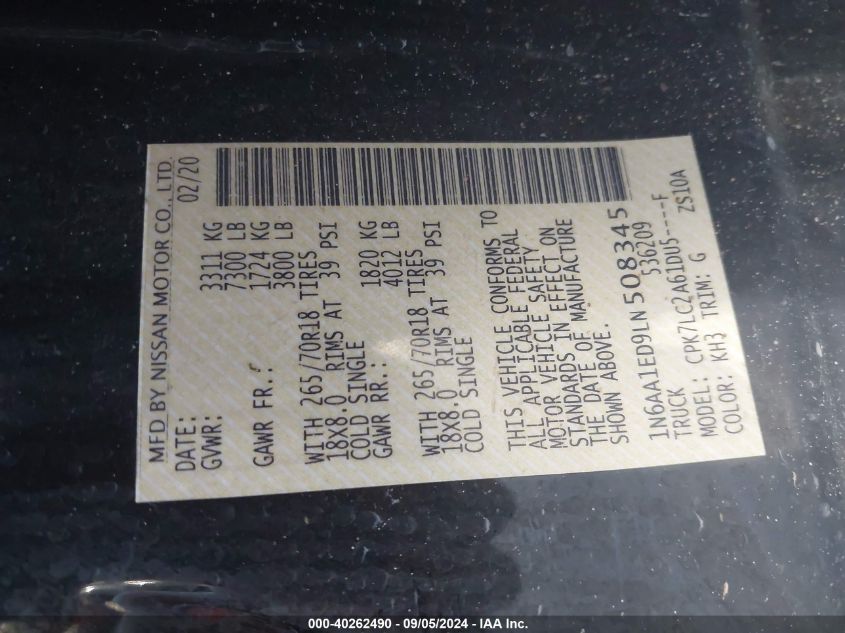 MFD BY NISSAN MOTOR CO., LTD.
DATE: 02/20
GVWR: 3311 KG
7300 LB
GAWR FR.: 1724 KG
3800 LB
WITH 265/70R18 TIRES
18X8.0 RIMS AT 39 PSI
COLD SINGLE
GAWR RR.: 1820 KG
4012 LB
WITH 265/70R18 TIRES
18X8.0 RIMS AT 39 PSI
COLD SINGLE
THIS VEHICLE CONFORMS TO
ALL APPLICABLE FEDERAL
MOTOR VEHICLE SAFETY
STANDARDS IN EFFECT ON
THE DATE OF MANUFACTURE
SHOWN ABOVE.
1N6AA1ED9LN508345
TRUCK 536209
MODEL: CPK7LC2A61DU5----F
COLOR: KH3 TRIM: G ZS10A
000-40262490 - 09/05/2024 - IAA Inc.